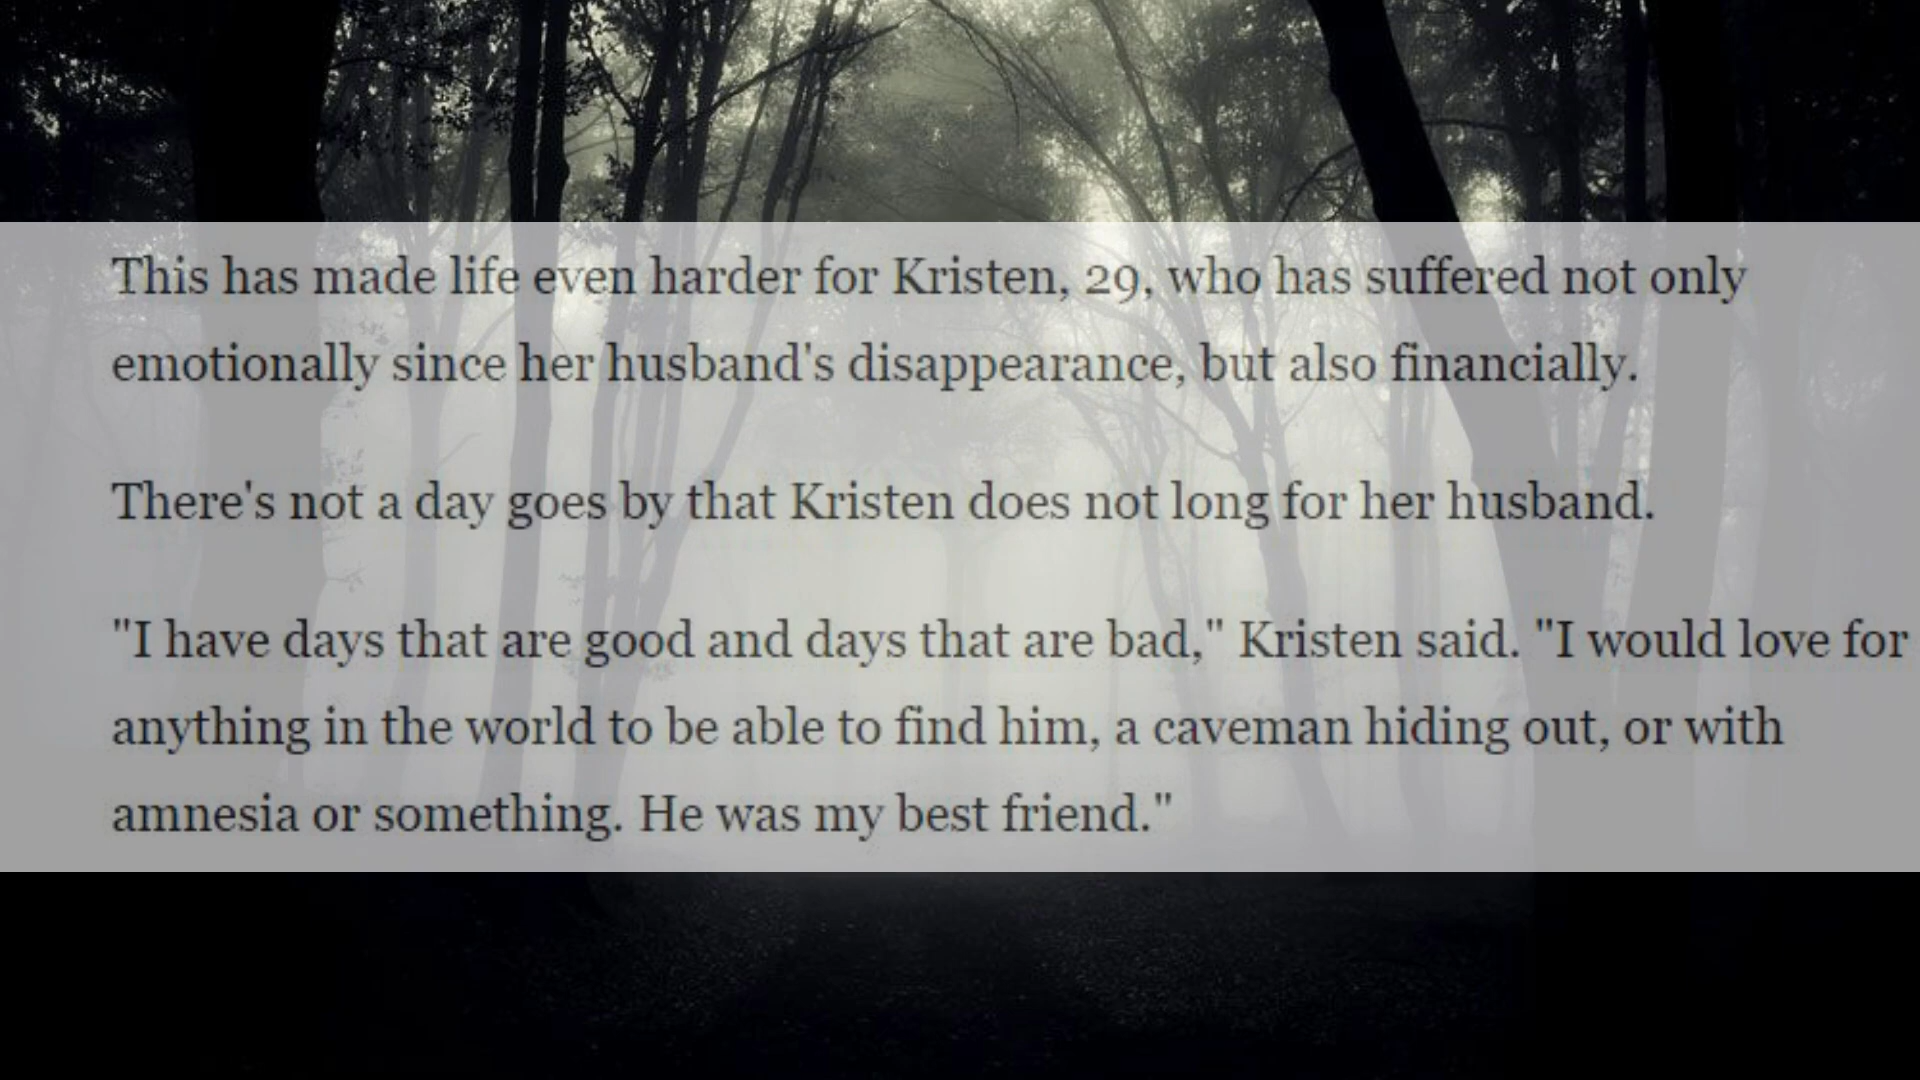 This has made life even harder for Kristen, 29, who has suffered not only
emotionally since her husband's disappearance, but also financially.
There's not a day goes by that Kristen does not long for her husband.
"I have days that are good and days that are bad," Kristen said. "I would love for
anything in the world to be able to find him, a caveman hiding out, or with
amnesia or something. He was my best friend."